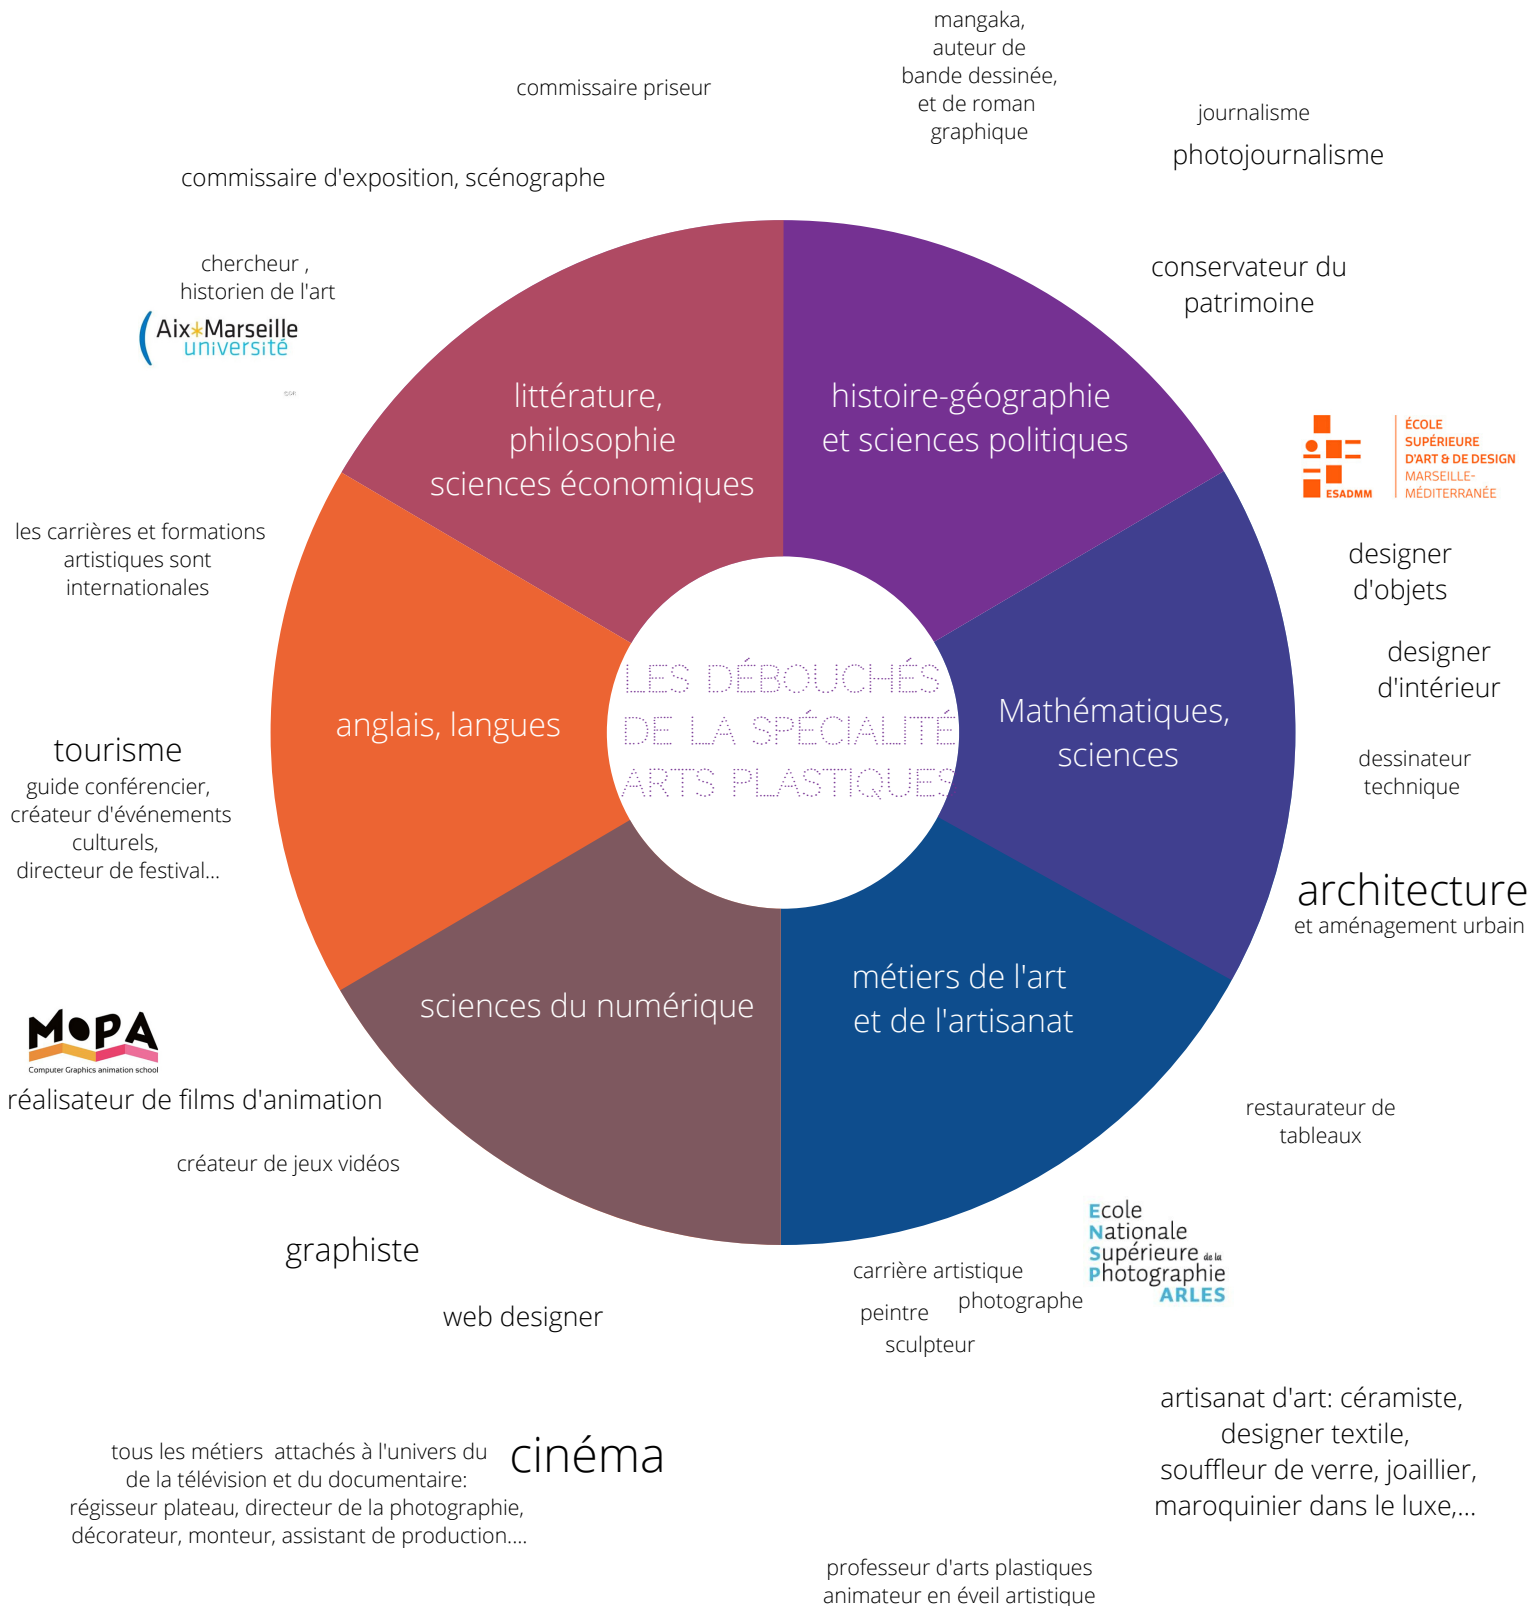 mangaka,
auteur de
bande dessinée,
et de roman
graphique
commissaire priseur
journalisme
photojournalisme
commissaire d'exposition, scénographe
chercheur ,
historien de l'art
Aix*Marseille
université
conservateur du
patrimoine
littérature,
philosophie
sciences économiques
histoire-géographie
et sciences politiques
ESADMM
ÉCOLE
SUPÉRIEURE
D'ART & DE DESIGN
MARSEILLE-
MÉDITERRANÉE
les carrières et formations
artistiques sont
internationales
designer
d'objets
designer
d'intérieur
anglais, langues
LES DÉBOUCHÉS
DE LA SPÉCIALITÉ
ARTS PLASTIQUES
Mathématiques,
sciences
dessinateur
technique
tourisme
guide conférencier,
créateur d'événements
culturels,
directeur de festival...
architecture
et aménagement urbain
sciences du numérique
métiers de l'art
et de l'artisanat
MOPA
Computer Graphics animation school
réalisateur de films d'animation
créateur de jeux vidéos
graphiste
web designer
restaurateur de
tableaux
Ecole
Nationale
Supérieure de la
Photographie
ARLES
carrière artistique
peintre
photographe
sculpteur
artisanat d'art: céramiste,
designer textile,
souffleur de verre, joaillier,
maroquinier dans le luxe,...
tous les métiers attachés à l'univers du cinéma
de la télévision et du documentaire:
régisseur plateau, directeur de la photographie,
décorateur, monteur, assistant de production....
professeur d'arts plastiques
animateur en éveil artistique